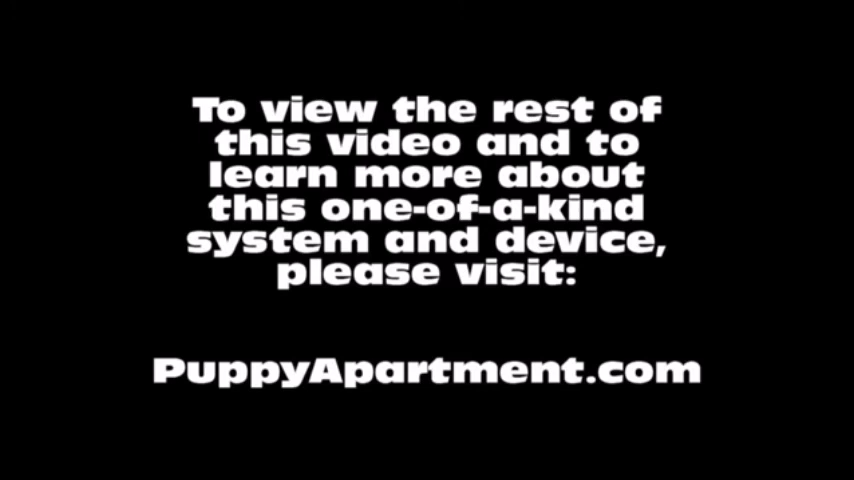 To view the rest of
this video and to
learn more about
this one-of-a-kind
system and device,
please visit:
PuppyApartment.com